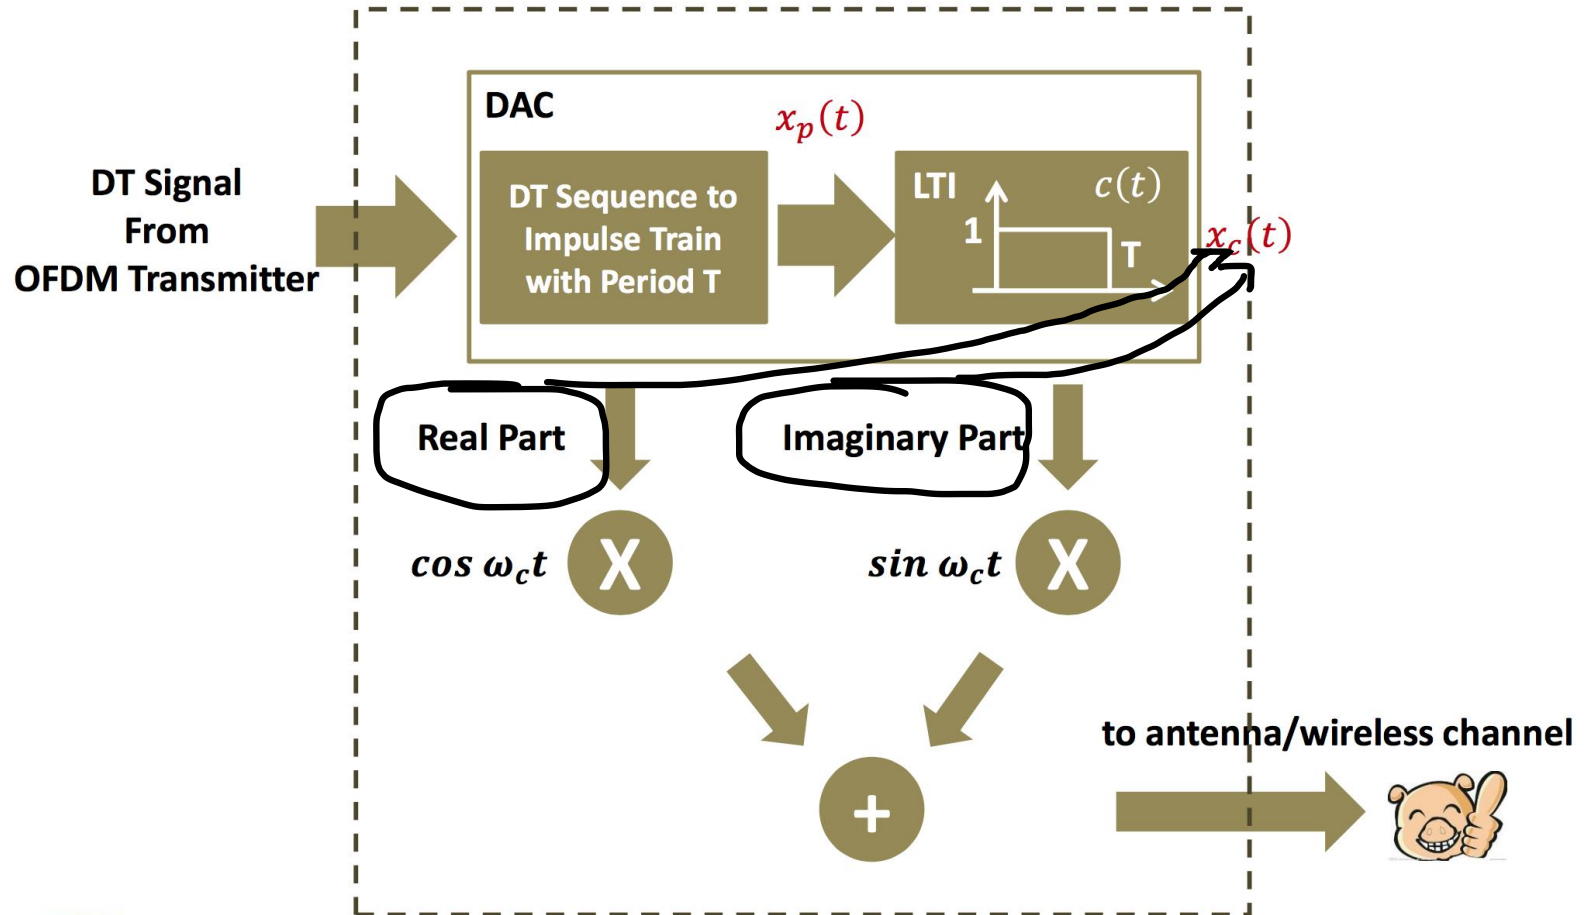 DAC
x_p(t)
DT Signal
From
OFDM Transmitter
DT Sequence to
Impulse Train
with Period T
LTI
c(t)
1
T
x_c(t)
Real Part
Imaginary Part
cos ω_c t
X
sin ω_c t
X
to antenna/wireless channel
+